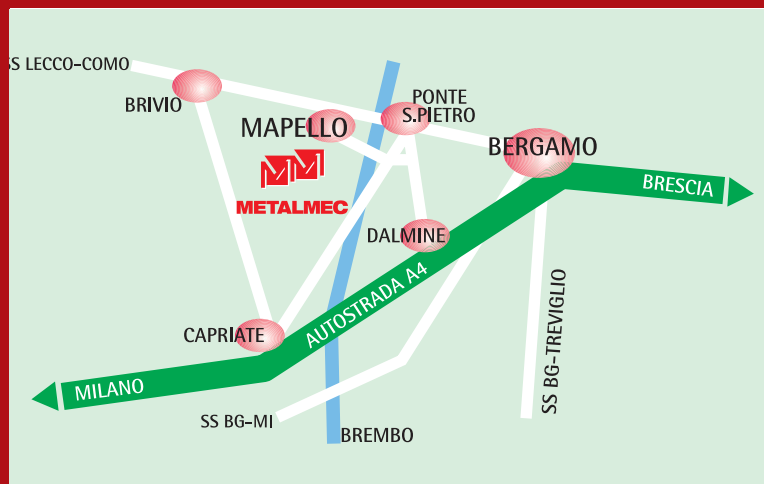 SS LECCO-COMO
BRIVIO
PONTE
S.PIETRO
MAPELLO
BERGAMO
METALMEC
BRESCIA
DALMINE
AUTOSTRADA A4
CAPRIATE
SS BG-TREVIGLIO
MILANO
SS BG-MI
BREMBO